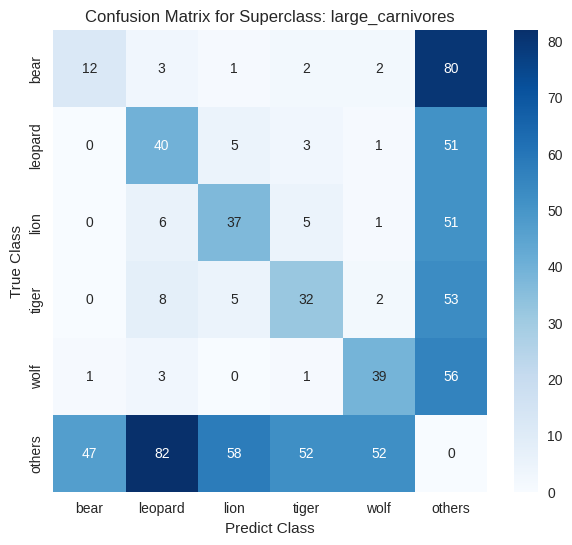 Confusion Matrix for Superclass: large_carnivores
bear 12 3 1 2 2 80
leopard 0 40 5 3 1 51
lion 0 6 37 5 1 51
tiger 0 8 5 32 2 53
wolf 1 3 0 1 39 56
others 47 82 58 52 52 0
bear leopard lion tiger wolf others
True Class
Predict Class
80
70
60
50
40
30
20
10
0